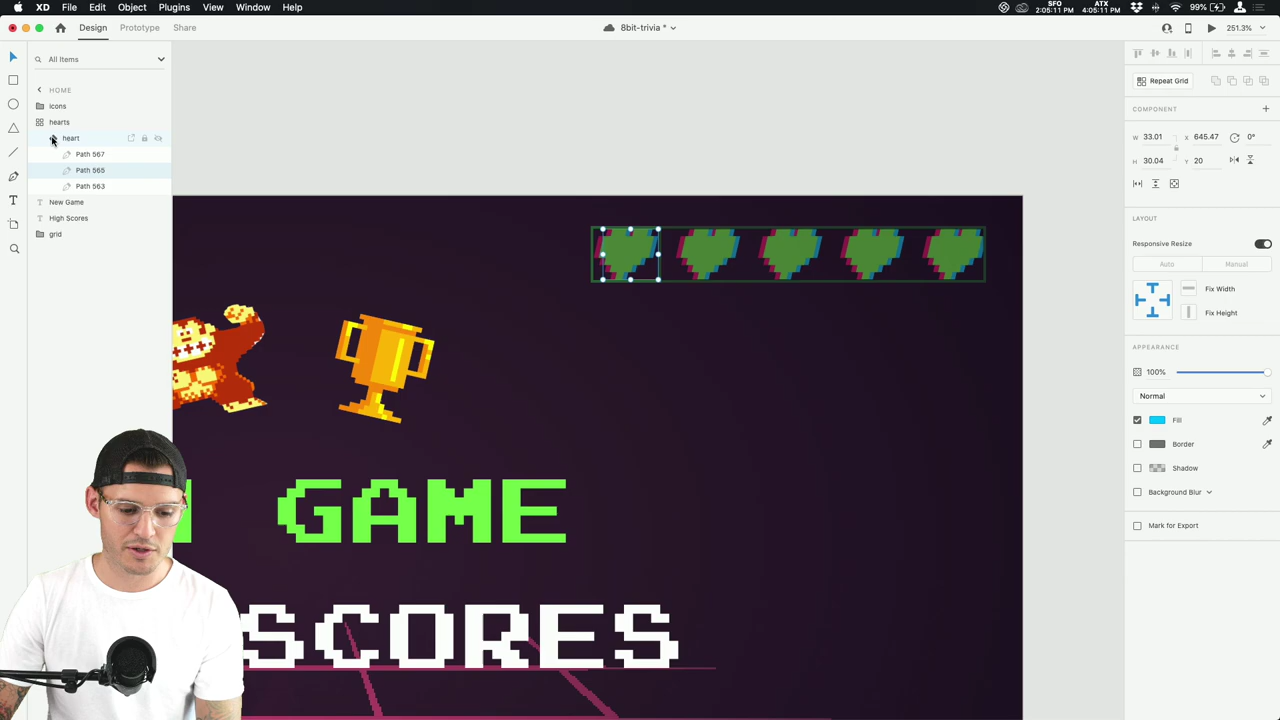 XD File Edit Object Plugins View Window Help
SFO 2:05:11 PM ATX 4:05:11 PM 99%
Design Prototype Share 8bit-trivia * 251.3%
All Items
HOME
icons
hearts
heart
Path 567
Path 565
Path 563
New Game
High Scores
grid
GAME
SCORES
Repeat Grid
COMPONENT
W 33.01 X 645.47 0°
H 30.04 Y 20
LAYOUT
Responsive Resize
Auto Manual
Fix Width
Fix Height
APPEARANCE
100%
Normal
Fill
Border
Shadow
Background Blur
Mark for Export